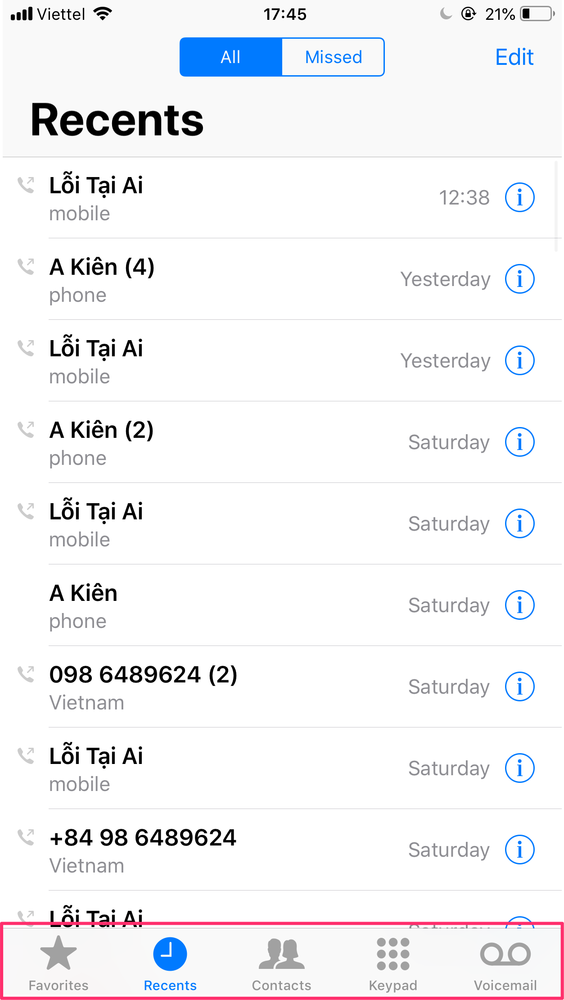 Viettel 17:45 21%
All Missed Edit
Recents
Lỗi Tại Ai
mobile
12:38
A Kiên (4)
phone
Yesterday
Lỗi Tại Ai
mobile
Yesterday
A Kiên (2)
phone
Saturday
Lỗi Tại Ai
mobile
Saturday
A Kiên
phone
Saturday
098 6489624 (2)
Vietnam
Saturday
Lỗi Tại Ai
mobile
Saturday
+84 98 6489624
Vietnam
Saturday
Lỗi Tại Ai
Saturday
Favorites Recents Contacts Keypad Voicemail